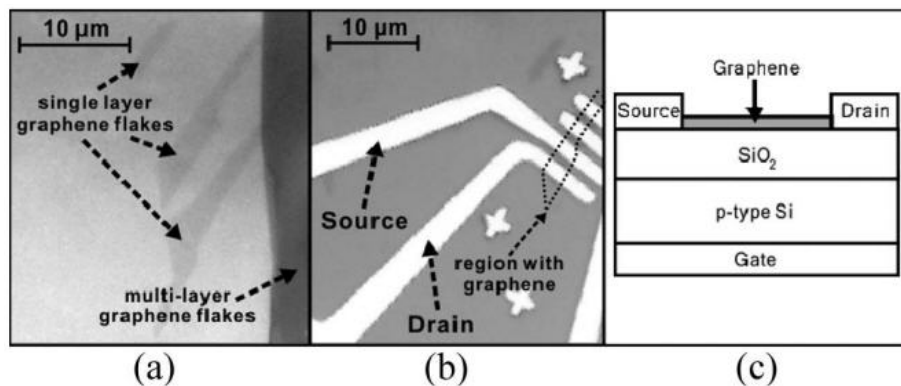 10 μm
single layer
graphene flakes
multi-layer
graphene flakes
(a)
10 μm
Source
region with
graphene
Drain
(b)
Graphene
Source
Drain
SiO₂
p-type Si
Gate
(c)